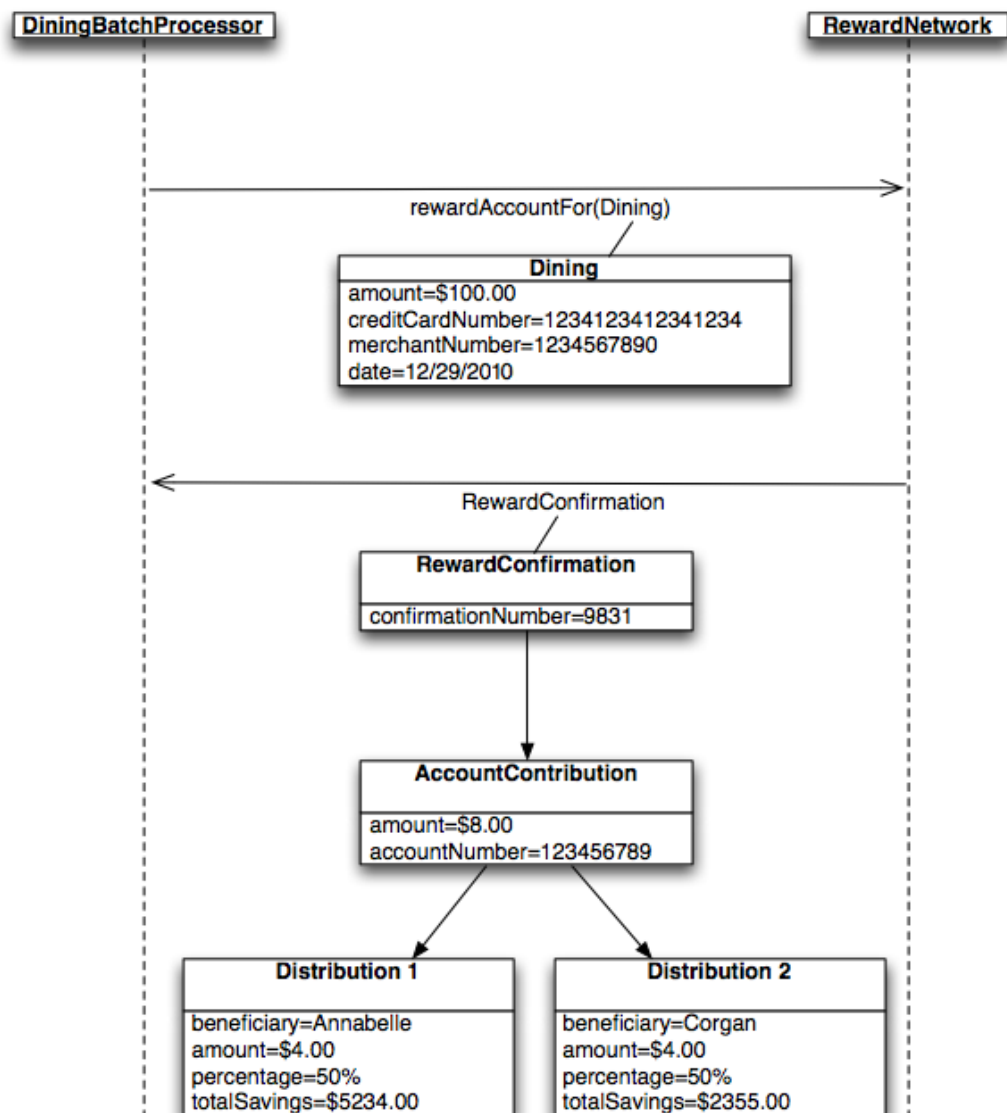 DiningBatchProcessor
RewardNetwork
rewardAccountFor(Dining)
Dining
amount=$100.00
creditCardNumber=1234123412341234
merchantNumber=1234567890
date=12/29/2010
RewardConfirmation
RewardConfirmation
confirmationNumber=9831
AccountContribution
amount=$8.00
accountNumber=123456789
Distribution 1
beneficiary=Annabelle
amount=$4.00
percentage=50%
totalSavings=$5234.00
Distribution 2
beneficiary=Corgan
amount=$4.00
percentage=50%
totalSavings=$2355.00